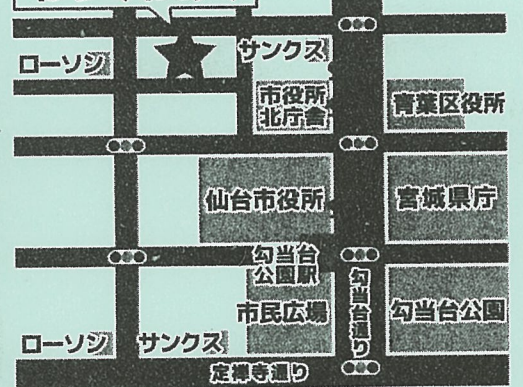 ローソン
サンクス
市役所
北庁舎
青葉区役所
仙台市役所
宮城県庁
勾当台
公園駅
勾当台通り
市民広場
勾当台公園
ローソン
サンクス
定禅寺通り